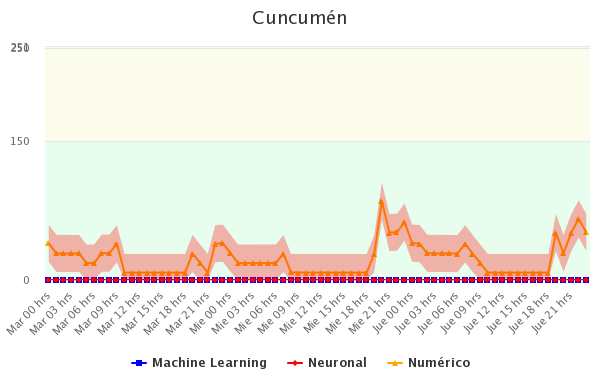 Cuncumén
250
150
0
Mar 00 hrs
Mar 03 hrs
Mar 06 hrs
Mar 09 hrs
Mar 12 hrs
Mar 15 hrs
Mar 18 hrs
Mar 21 hrs
Mie 00 hrs
Mie 03 hrs
Mie 06 hrs
Mie 09 hrs
Mie 12 hrs
Mie 15 hrs
Mie 18 hrs
Mie 21 hrs
Jue 00 hrs
Jue 03 hrs
Jue 06 hrs
Jue 09 hrs
Jue 12 hrs
Jue 15 hrs
Jue 18 hrs
Jue 21 hrs
Machine Learning Neuronal Numérico